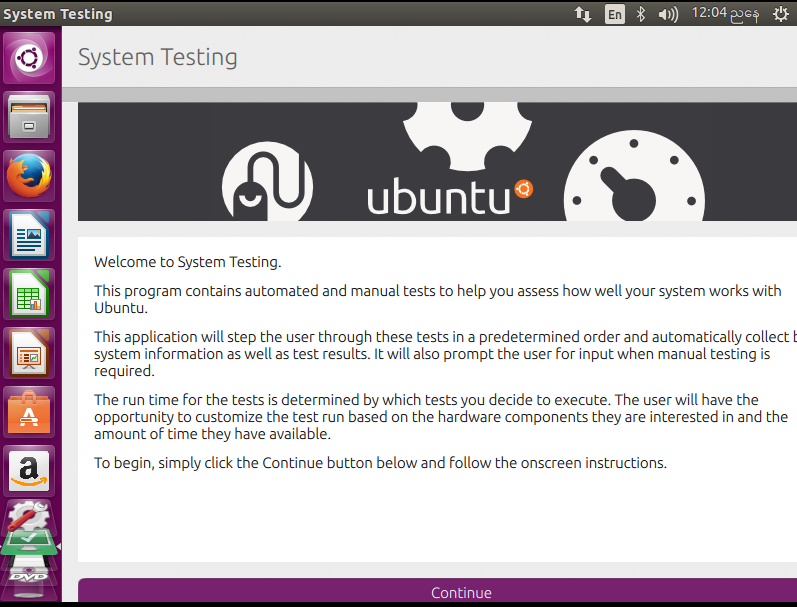 System Testing
En
12:04 ညနေ
System Testing
ubuntu
Welcome to System Testing.
This program contains automated and manual tests to help you assess how well your system works with
Ubuntu.
This application will step the user through these tests in a predetermined order and automatically collect
system information as well as test results. It will also prompt the user for input when manual testing is
required.
The run time for the tests is determined by which tests you decide to execute. The user will have the
opportunity to customize the test run based on the hardware components they are interested in and the
amount of time they have available.
To begin, simply click the Continue button below and follow the onscreen instructions.
a
DVD
Continue